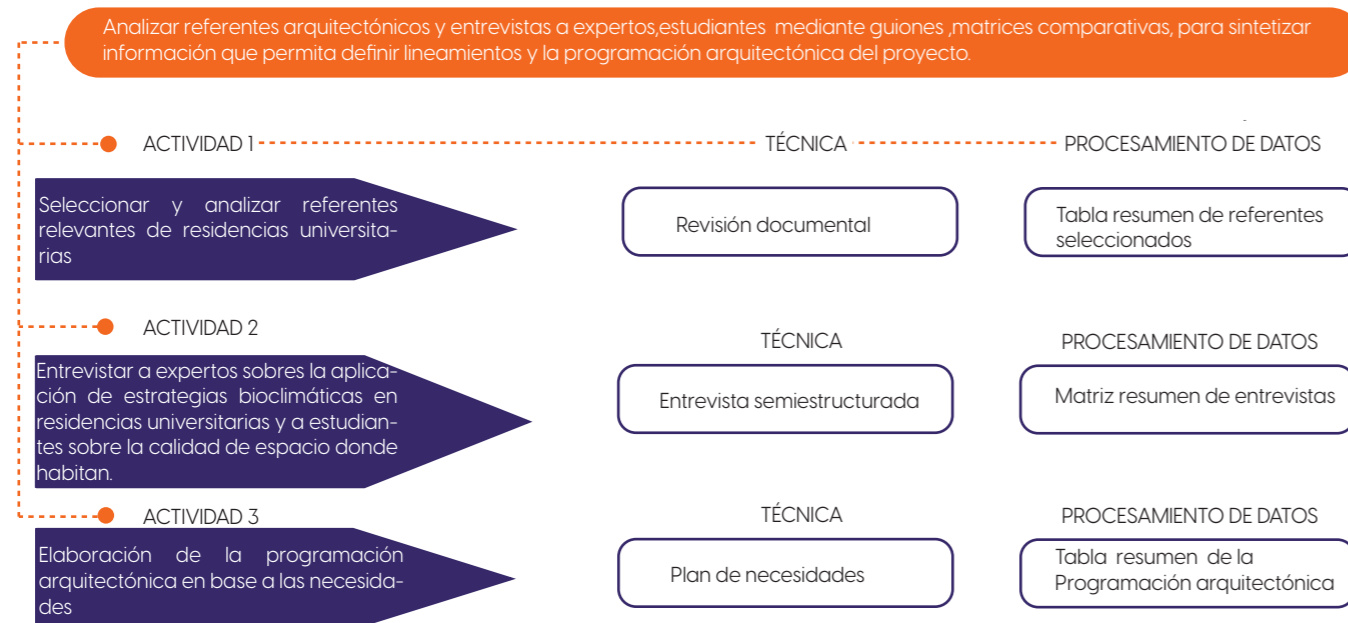 Analizar referentes arquitectónicos y entrevistas a expertos,estudiantes mediante guiones ,matrices comparativas, para sintetizar
información que permita definir lineamientos y la programación arquitectónica del proyecto.
ACTIVIDAD 1
TÉCNICA
PROCESAMIENTO DE DATOS
Seleccionar y analizar referentes
relevantes de residencias universita-
rias
Revisión documental
Tabla resumen de referentes
seleccionados
ACTIVIDAD 2
TÉCNICA
PROCESAMIENTO DE DATOS
Entrevistar a expertos sobres la aplica-
ción de estrategias bioclimáticas en
residencias universitarias y a estudian-
tes sobre la calidad de espacio donde
habitan.
Entrevista semiestructurada
Matriz resumen de entrevistas
ACTIVIDAD 3
TÉCNICA
PROCESAMIENTO DE DATOS
Elaboración de la programación
arquitectónica en base a las necesida-
des
Plan de necesidades
Tabla resumen de la
Programación arquitectónica